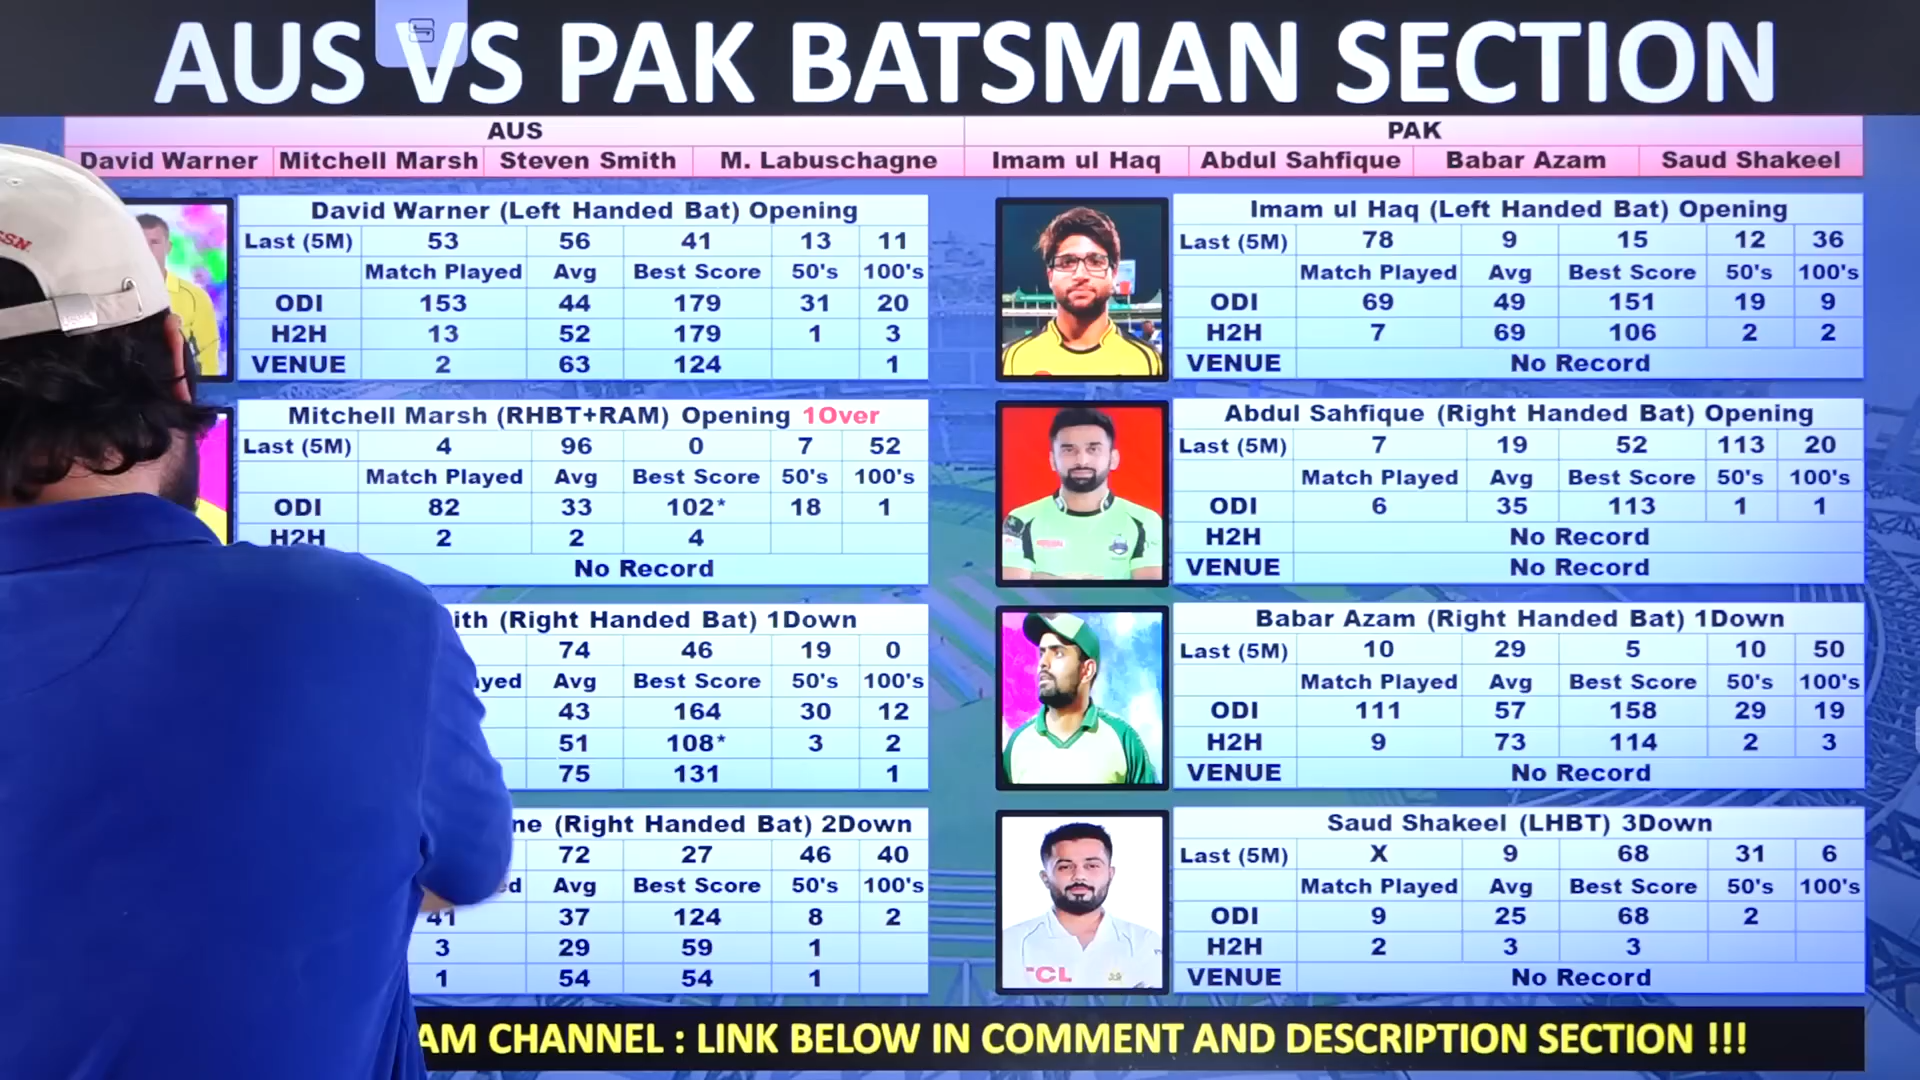 AUS VS PAK BATSMAN SECTION
AUS PAK
David Warner Mitchell Marsh Steven Smith M. Labuschagne Imam ul Haq Abdul Sahfique Babar Azam Saud Shakeel
David Warner (Left Handed Bat) Opening
Last (5M) 53 56 41 13 11
Match Played Avg Best Score 50's 100's
ODI 153 44 179 31 20
H2H 13 52 179 1 3
VENUE 2 63 124 1
Mitchell Marsh (RHBT+RAM) Opening 1Over
Last (5M) 4 96 0 7 52
Match Played Avg Best Score 50's 100's
ODI 82 33 102* 18 1
H2H 2 2 4
No Record
ith (Right Handed Bat) 1Down
74 46 19 0
ayed Avg Best Score 50's 100's
43 164 30 12
51 108* 3 2
75 131 1
ne (Right Handed Bat) 2Down
72 27 46 40
ed Avg Best Score 50's 100's
41 37 124 8 2
3 29 59 1
1 54 54 1
Imam ul Haq (Left Handed Bat) Opening
Last (5M) 78 9 15 12 36
Match Played Avg Best Score 50's 100's
ODI 69 49 151 19 9
H2H 7 69 106 2 2
VENUE No Record
Abdul Sahfique (Right Handed Bat) Opening
Last (5M) 7 19 52 113 20
Match Played Avg Best Score 50's 100's
ODI 6 35 113 1 1
H2H No Record
VENUE No Record
Babar Azam (Right Handed Bat) 1Down
Last (5M) 10 29 5 10 50
Match Played Avg Best Score 50's 100's
ODI 111 57 158 29 19
H2H 9 73 114 2 3
VENUE No Record
Saud Shakeel (LHBT) 3Down
Last (5M) X 9 68 31 6
Match Played Avg Best Score 50's 100's
ODI 9 25 68 2
H2H 2 3 3
VENUE No Record
TCL
AM CHANNEL : LINK BELOW IN COMMENT AND DESCRIPTION SECTION !!!